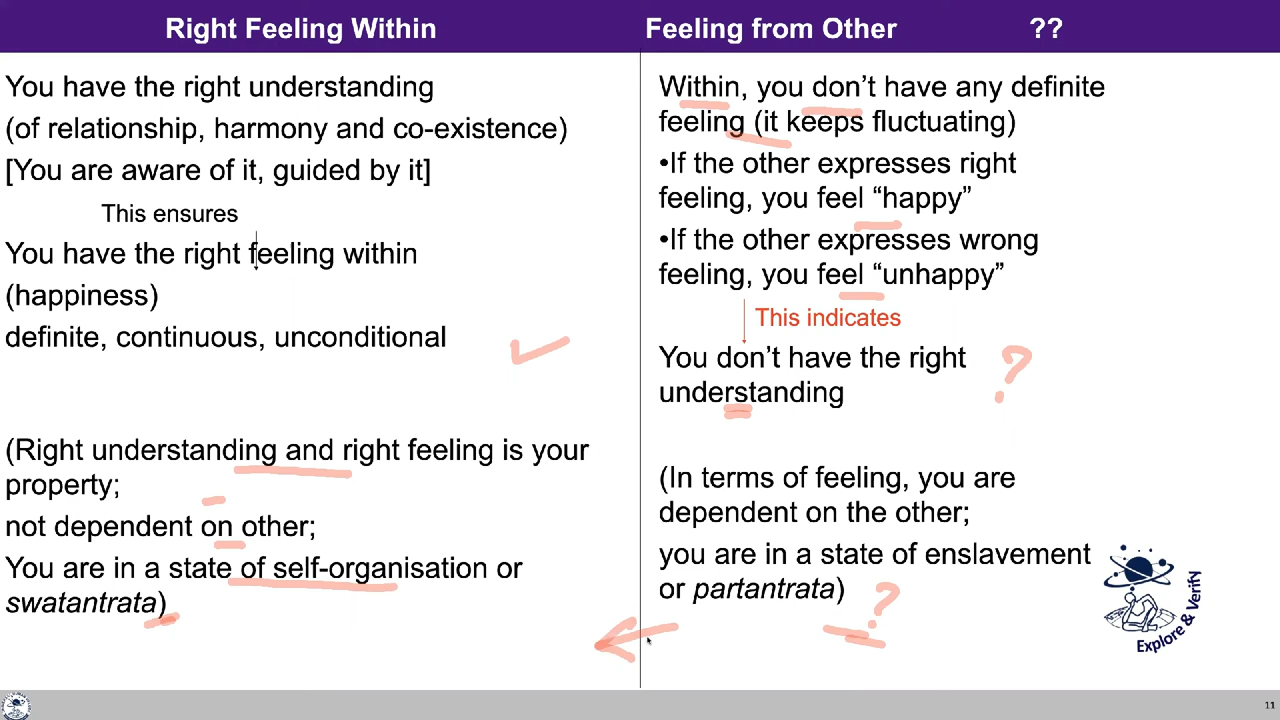 Right Feeling Within
You have the right understanding
(of relationship, harmony and co-existence)
[You are aware of it, guided by it]
This ensures
You have the right feeling within
(happiness)
definite, continuous, unconditional
(Right understanding and right feeling is your
property;
not dependent on other;
You are in a state of self-organisation or
swatantrata)
Feeling from Other ??
Within, you don’t have any definite
feeling (it keeps fluctuating)
•If the other expresses right
feeling, you feel “happy”
•If the other expresses wrong
feeling, you feel “unhappy”
This indicates
You don’t have the right
understanding
?
(In terms of feeling, you are
dependent on the other;
you are in a state of enslavement
or partantrata)
?
Explore & Verify
11